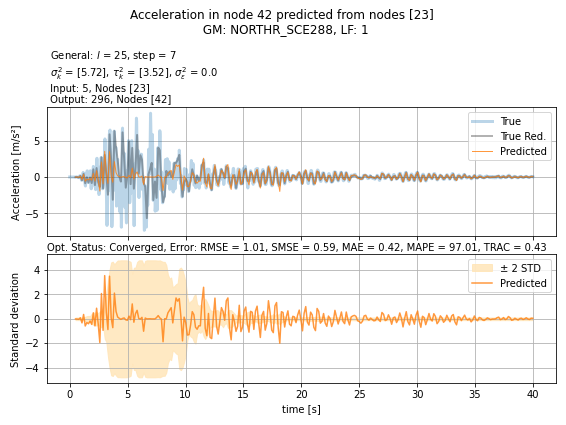 Acceleration in node 42 predicted from nodes [23]
GM: NORTHR_SCE288, LF: 1
General: l = 25, step = 7
σ²ₖ = [5.72], τ²ₖ = [3.52], σ²ε = 0.0
Input: 5, Nodes [23]
Output: 296, Nodes [42]
Acceleration [m/s²]
5
0
−5
True
True Red.
Predicted
Opt. Status: Converged, Error: RMSE = 1.01, SMSE = 0.59, MAE = 0.42, MAPE = 97.01, TRAC = 0.43
Standard deviation
4
2
0
−2
−4
± 2 STD
Predicted
0 5 10 15 20 25 30 35 40
time [s]